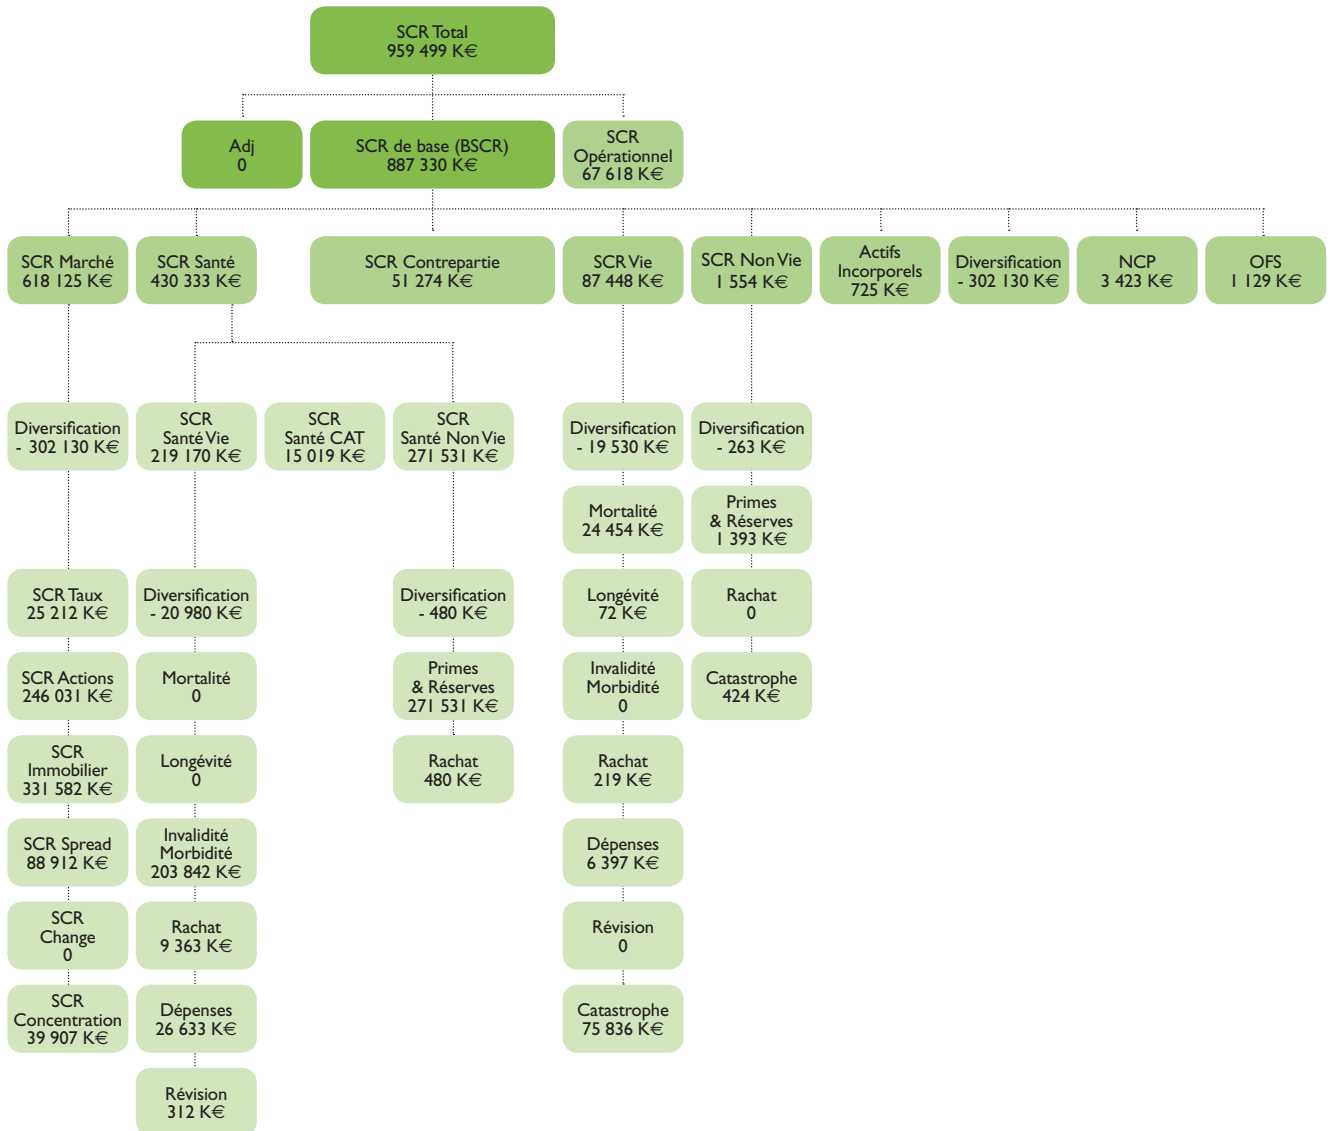 SCR Total
959 499 K€
Adj
0
SCR de base (BSCR)
887 330 K€
SCR
Opérationnel
67 618 K€
SCR Marché
618 125 K€
SCR Santé
430 333 K€
SCR Contrepartie
51 274 K€
SCR Vie
87 448 K€
SCR Non Vie
1 554 K€
Actifs
Incorporels
725 K€
Diversification
- 302 130 K€
NCP
3 423 K€
OFS
1 129 K€
Diversification
- 302 130 K€
SCR
Santé Vie
219 170 K€
SCR
Santé CAT
15 019 K€
SCR
Santé Non Vie
271 531 K€
Diversification
- 19 530 K€
Diversification
- 263 K€
Mortalité
24 454 K€
Primes
& Réserves
1 393 K€
SCR Taux
25 212 K€
Diversification
- 20 980 K€
Diversification
- 480 K€
Longévité
72 K€
Rachat
0
SCR Actions
246 031 K€
Mortalité
0
Primes
& Réserves
271 531 K€
Invalidité
Morbidité
0
Catastrophe
424 K€
SCR
Immobilier
331 582 K€
Longévité
0
Rachat
480 K€
Rachat
219 K€
SCR Spread
88 912 K€
Invalidité
Morbidité
203 842 K€
Dépenses
6 397 K€
SCR
Change
0
Rachat
9 363 K€
Révision
0
SCR
Concentration
39 907 K€
Dépenses
26 633 K€
Catastrophe
75 836 K€
Révision
312 K€